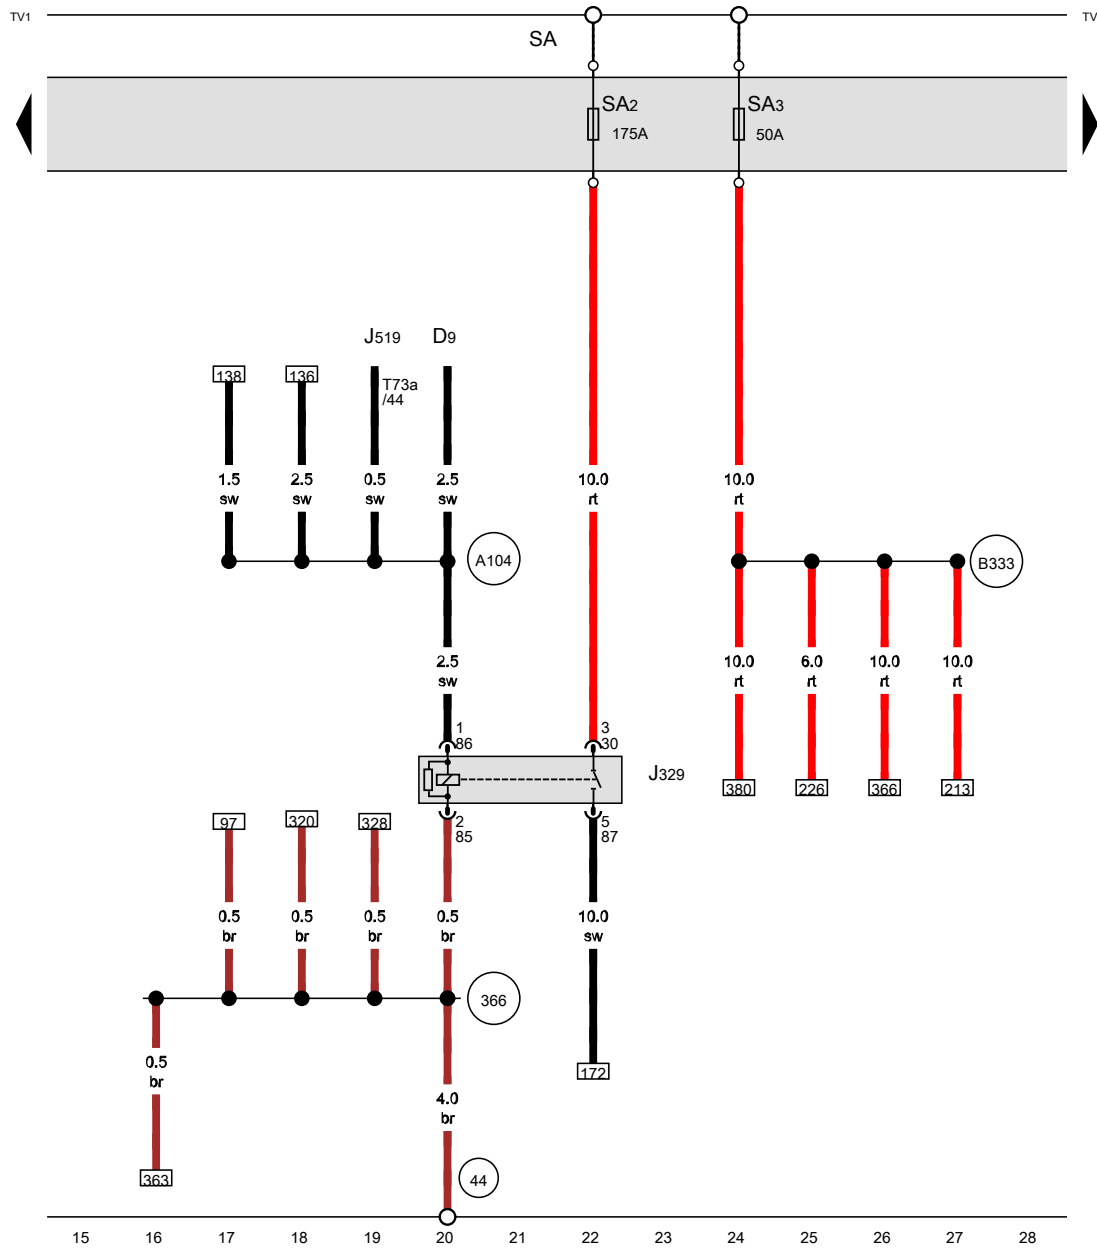 TV1
TV
SA
SA2
175A
SA3
50A
J519
D9
138
136
T73a
/44
1.5
sw
2.5
sw
0.5
sw
2.5
sw
10.0
rt
10.0
rt
A104
B333
2.5
sw
10.0
rt
6.0
rt
10.0
rt
10.0
rt
1
86
3
30
J329
380
226
366
213
97
320
328
2
85
5
87
0.5
br
0.5
br
0.5
br
0.5
br
10.0
sw
366
0.5
br
172
4.0
br
363
44
15 16 17 18 19 20 21 22 23 24 25 26 27 28